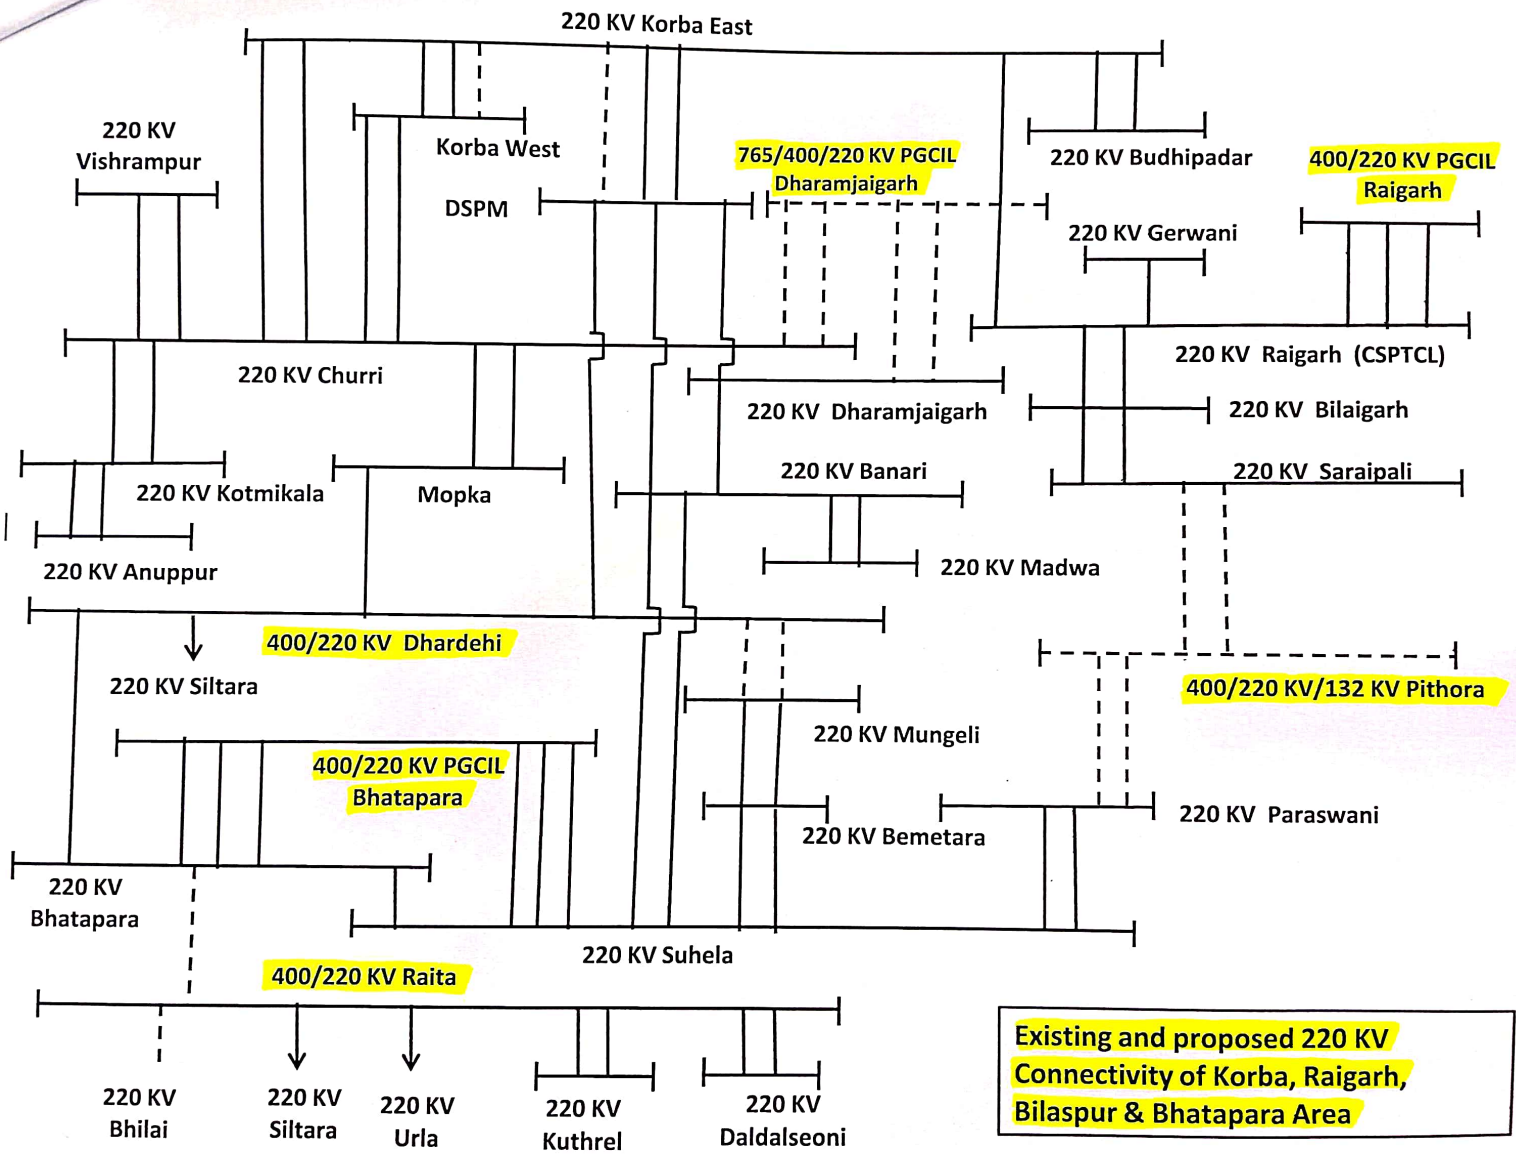 220 KV Korba East
220 KV
Vishrampur
Korba West
765/400/220 KV PGCIL
Dharamjaigarh
220 KV Budhipadar
400/220 KV PGCIL
Raigarh
DSPM
220 KV Gerwani
220 KV Churri
220 KV Raigarh (CSPTCL)
220 KV Dharamjaigarh
220 KV Bilaigarh
220 KV Banari
220 KV Saraipali
220 KV Kotmikala
Mopka
220 KV Anuppur
220 KV Madwa
400/220 KV Dhardehi
220 KV Siltara
400/220 KV/132 KV Pithora
220 KV Mungeli
400/220 KV PGCIL
Bhatapara
220 KV Paraswani
220 KV Bemetara
220 KV
Bhatapara
220 KV Suhela
400/220 KV Raita
220 KV
Bhilai
220 KV
Siltara
220 KV
Urla
220 KV
Kuthrel
220 KV
Daldalseoni
Existing and proposed 220 KV
Connectivity of Korba, Raigarh,
Bilaspur & Bhatapara Area